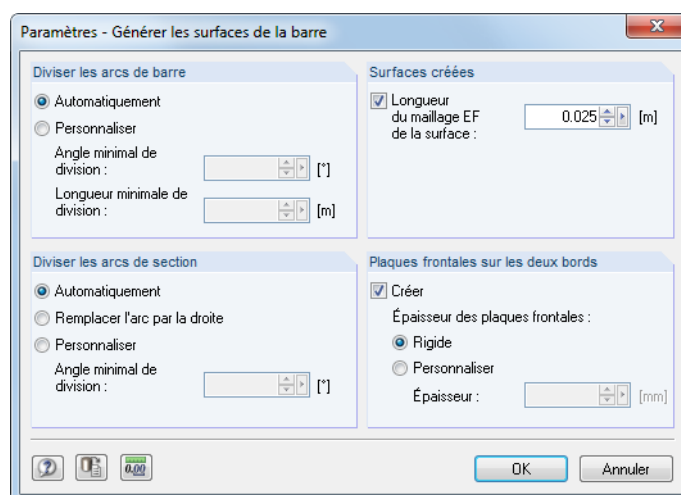 Paramètres - Générer les surfaces de la barre
Diviser les arcs de barre
Automatiquement
Personnaliser
Angle minimal de
division :
[°]
Longueur minimale de
division :
[m]
Surfaces créées
Longueur
du maillage EF
de la surface :
0.025
[m]
Diviser les arcs de section
Automatiquement
Remplacer l'arc par la droite
Personnaliser
Angle minimal de
division :
[°]
Plaques frontales sur les deux bords
Créer
Épaisseur des plaques frontales :
Rigide
Personnaliser
Épaisseur :
[mm]
0.00
OK
Annuler